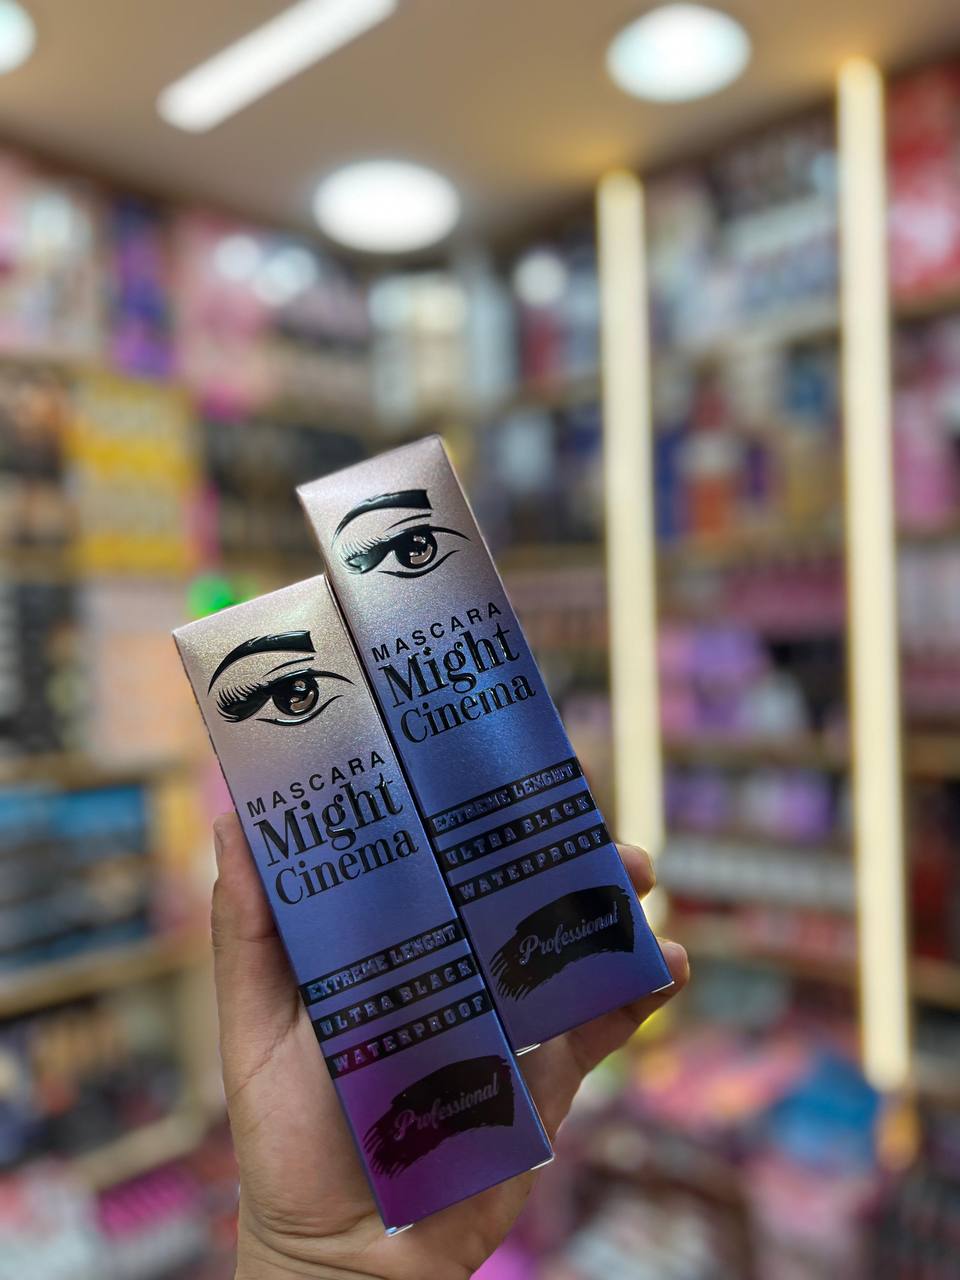 MASCARA
Might
Cinema
EXTREME LENGHT
ULTRA BLACK
WATERPROOF
Professional
MASCARA
Might
Cinema
EXTREME LENGHT
ULTRA BLACK
WATERPROOF
Professional